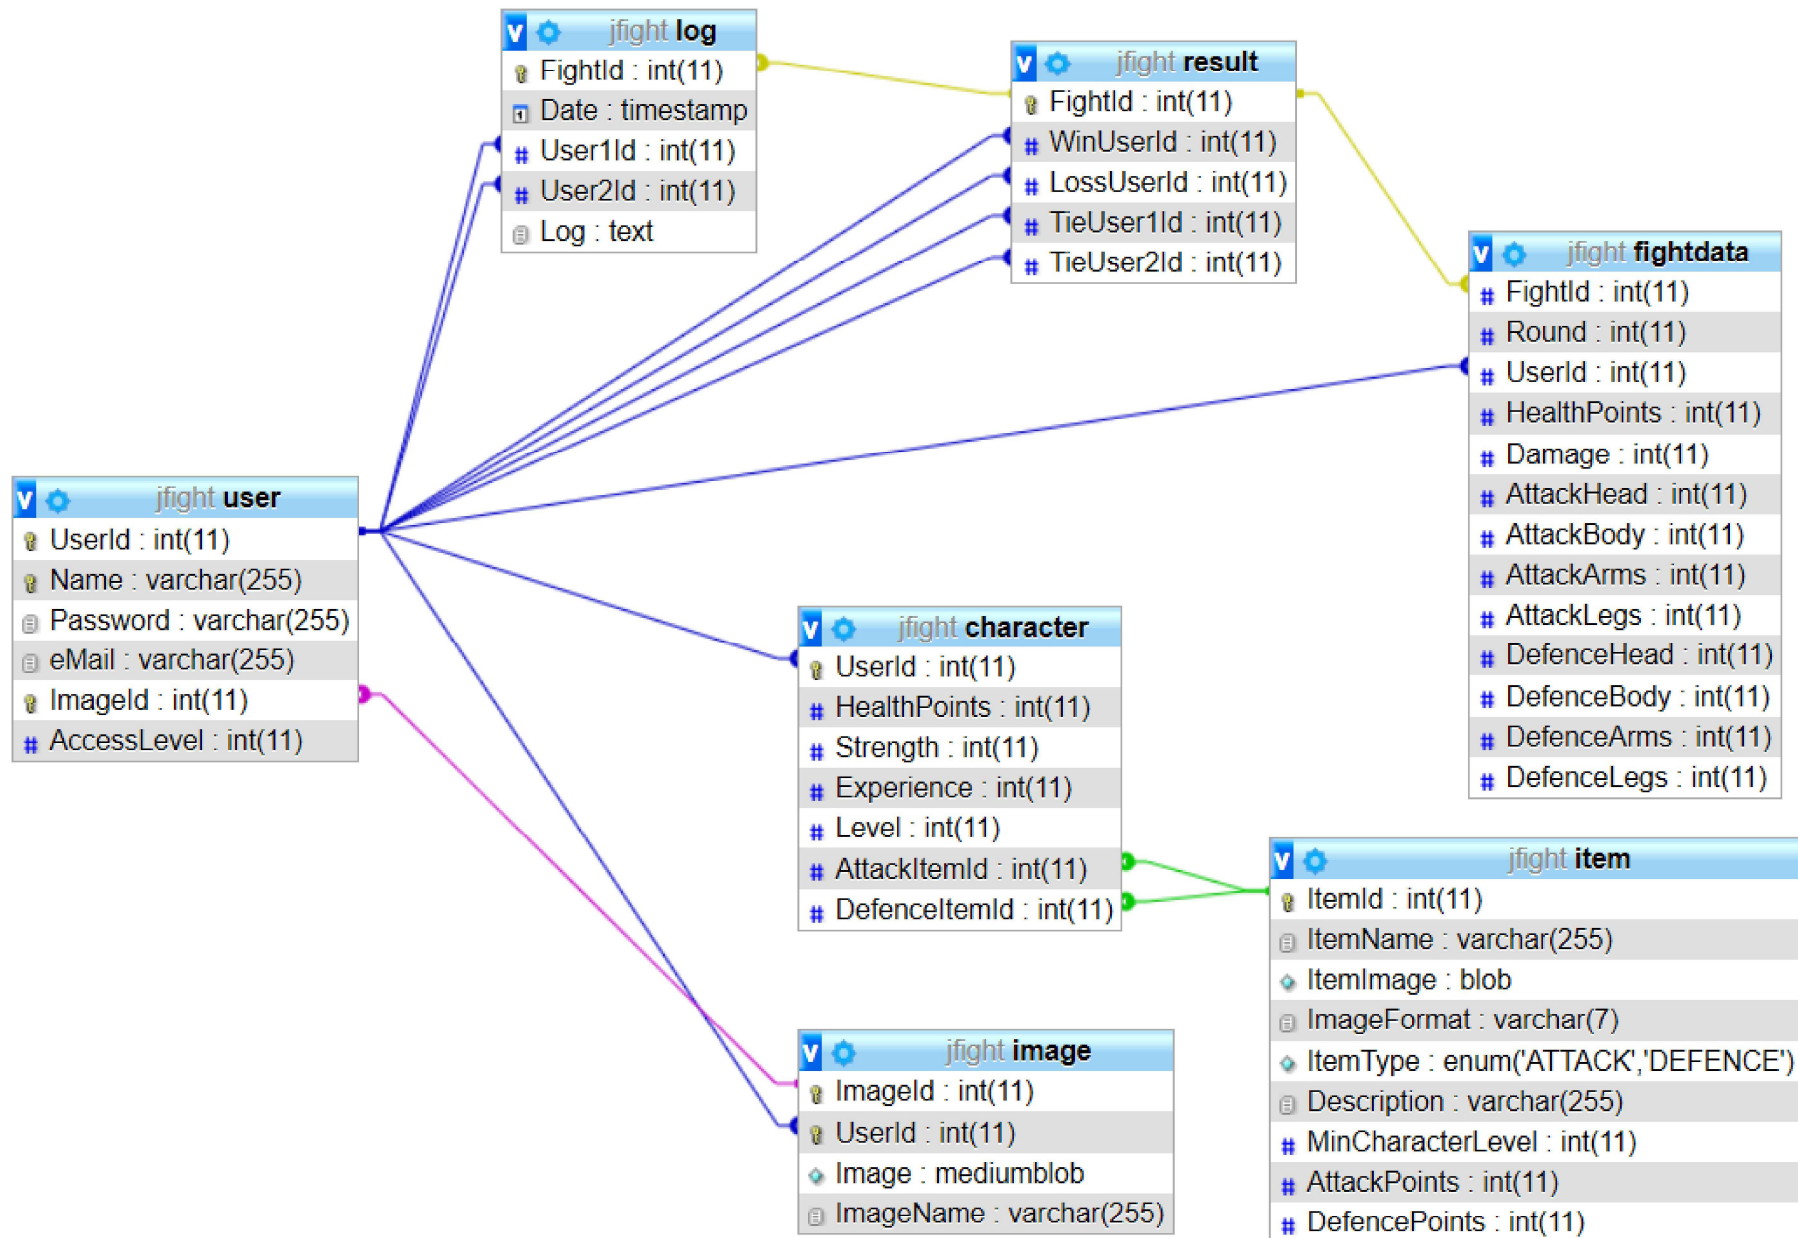 jfight log
FightId : int(11)
Date : timestamp
User1Id : int(11)
User2Id : int(11)
Log : text
jfight result
FightId : int(11)
WinUserId : int(11)
LossUserId : int(11)
TieUser1Id : int(11)
TieUser2Id : int(11)
jfight fightdata
FightId : int(11)
Round : int(11)
UserId : int(11)
HealthPoints : int(11)
Damage : int(11)
AttackHead : int(11)
AttackBody : int(11)
AttackArms : int(11)
AttackLegs : int(11)
DefenceHead : int(11)
DefenceBody : int(11)
DefenceArms : int(11)
DefenceLegs : int(11)
jfight user
UserId : int(11)
Name : varchar(255)
Password : varchar(255)
eMail : varchar(255)
ImageId : int(11)
AccessLevel : int(11)
jfight character
UserId : int(11)
HealthPoints : int(11)
Strength : int(11)
Experience : int(11)
Level : int(11)
AttackItemId : int(11)
DefenceItemId : int(11)
jfight item
ItemId : int(11)
ItemName : varchar(255)
ItemImage : blob
ImageFormat : varchar(7)
ItemType : enum('ATTACK','DEFENCE')
Description : varchar(255)
MinCharacterLevel : int(11)
AttackPoints : int(11)
DefencePoints : int(11)
jfight image
ImageId : int(11)
UserId : int(11)
Image : mediumblob
ImageName : varchar(255)